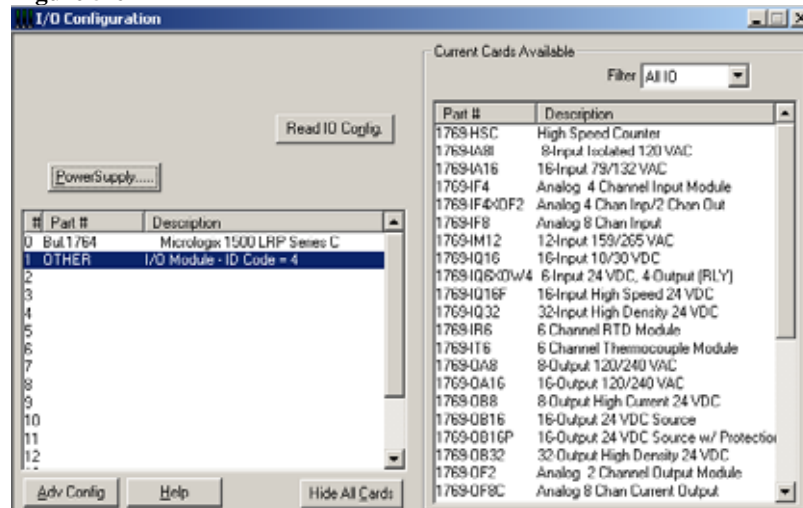 I/O Configuration
Current Cards Available
Filter All IO
Read IO Config.
PowerSupply.....
# Part # Description
0 Bul.1764 Micrologix 1500 LRP Series C
1 OTHER I/O Module - ID Code = 4
2
3
4
5
6
7
8
9
10
11
12
Adv Config Help Hide All Cards
Part # Description
1769-HSC High Speed Counter
1769-IA8I 8-Input Isolated 120 VAC
1769-IA16 16-Input 79/132 VAC
1769-IF4 Analog 4 Channel Input Module
1769-IF4XOF2 Analog 4 Chan Inp/2 Chan Out
1769-IF8 Analog 8 Chan Input
1769-IM12 12-Input 159/265 VAC
1769-IQ16 16-Input 10/30 VDC
1769-IQ6XOW4 6-Input 24 VDC, 4-Output (RLY)
1769-IQ16F 16-Input High Speed 24 VDC
1769-IQ32 32-Input High Density 24 VDC
1769-IR6 6 Channel RTD Module
1769-IT6 6 Channel Thermocouple Module
1769-OA8 8-Output 120/240 VAC
1769-OA16 16-Output 120/240 VAC
1769-OB8 8-Output High Current 24 VDC
1769-OB16 16-Output 24 VDC Source
1769-OB16P 16-Output 24 VDC Source w/ Protection
1769-OB32 32-Output High Density 24 VDC
1769-OF2 Analog 2 Channel Output Module
1769-OF8C Analog 8 Chan Current Output